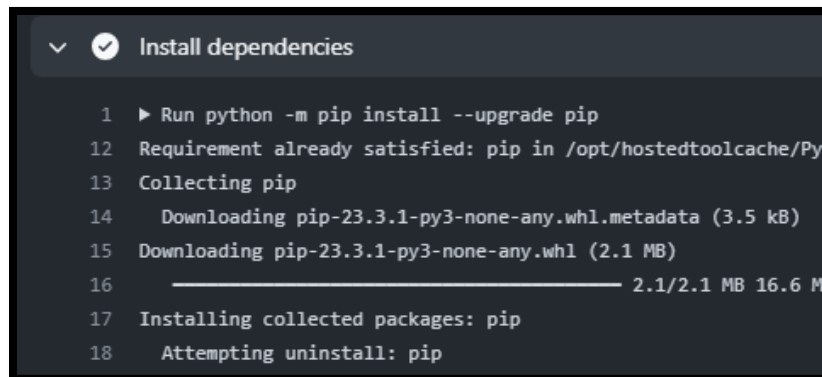 Install dependencies
1 ▶ Run python -m pip install --upgrade pip
12 Requirement already satisfied: pip in /opt/hostedtoolcache/Py
13 Collecting pip
14 Downloading pip-23.3.1-py3-none-any.whl.metadata (3.5 kB)
15 Downloading pip-23.3.1-py3-none-any.whl (2.1 MB)
16 ━━━━━━━━━━━━━━━━━━━━━━━━━━━━━━━━━━━━━━━━ 2.1/2.1 MB 16.6 M
17 Installing collected packages: pip
18 Attempting uninstall: pip